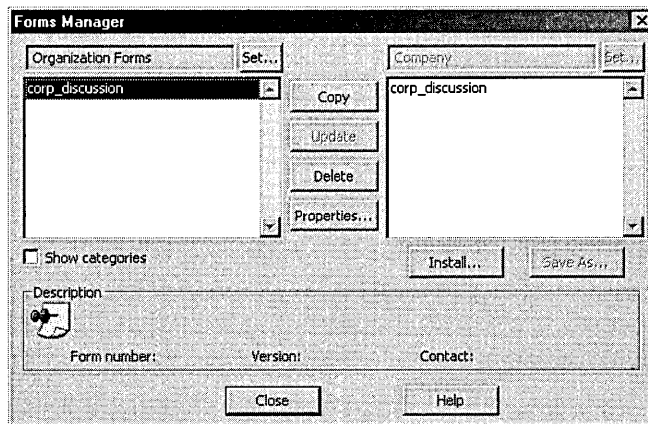 Forms Manager
Organization Forms Set... Company Set...
corp_discussion corp_discussion
Copy
Update
Delete
Properties...
Show categories Install... Save As...
Description
Form number: Version: Contact:
Close Help